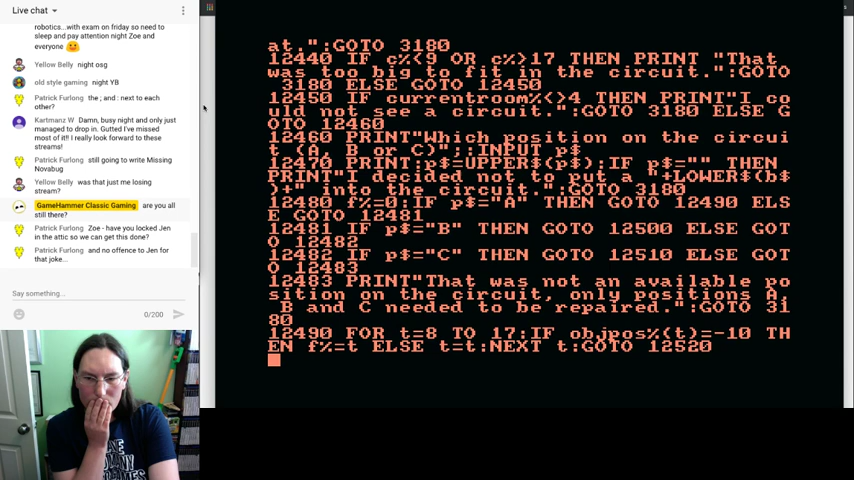 Live chat
robotics...with exam on friday so need to
sleep and pay attention night Zoe and
everyone
Yellow Belly night osg
old style gaming night YB
Patrick Furlong the ; and : next to each
other?
Kartmanz W Damn, busy night and only just
managed to drop in. Gutted I've missed
most of it!! I really look forward to these
streams!
Patrick Furlong still going to write Missing
Novabug
Yellow Belly was that just me losing
stream?
GameHammer Classic Gaming are you all
still there?
Patrick Furlong Zoe - have you locked Jen
in the attic so we can get this done?
Patrick Furlong and no offence to Jen for
that joke...
Say something...
0/200
at.":GOTO 3180
12440 IF c%<9 OR c%>17 THEN PRINT "That
was too big to fit in the circuit.":GOTO
3180 ELSE GOTO 12450
12450 IF currentroom%<>4 THEN PRINT"I co
uld not see a circuit.":GOTO 3180 ELSE G
OTO 12460
12460 PRINT"Which position on the circui
t (A, B or C)";:INPUT p$
12470 PRINT:p$=UPPER$(p$):IF p$="" THEN
PRINT"I decided not to put a "+LOWER$(b$
)+" into the circuit.":GOTO 3180
12480 f%=0:IF p$="A" THEN GOTO 12490 ELS
E GOTO 12481
12481 IF p$="B" THEN GOTO 12500 ELSE GOT
O 12482
12482 IF p$="C" THEN GOTO 12510 ELSE GOT
O 12483
12483 PRINT"That was not an available po
sition on the circuit, only positions A,
B and C needed to be repaired.":GOTO 31
80
12490 FOR t=8 TO 17:IF objpos%(t)=-10 TH
EN f%=t ELSE t=t:NEXT t:GOTO 12520